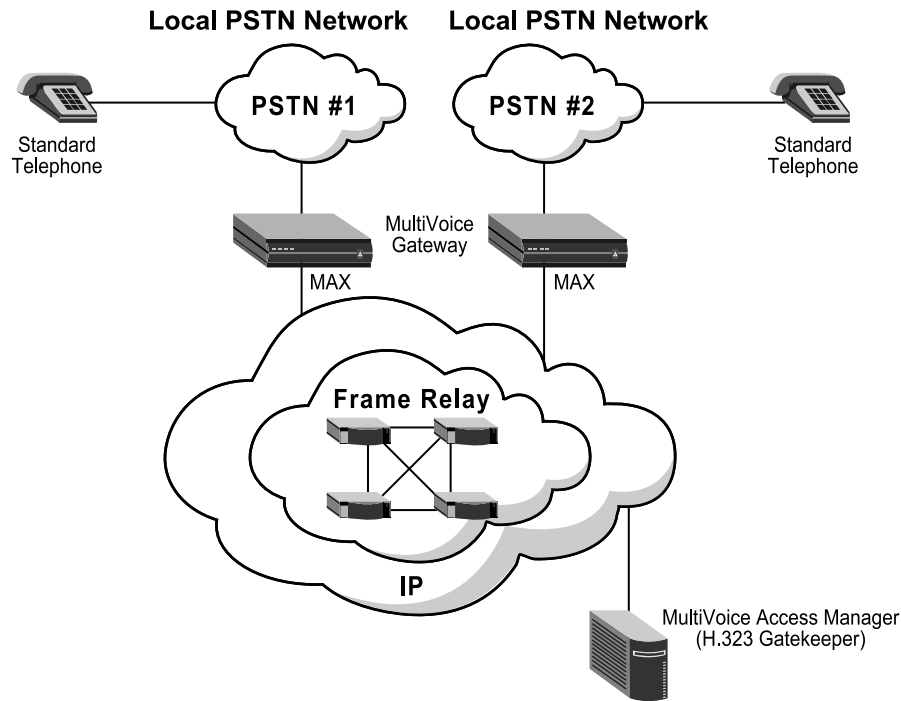 Local PSTN Network
Local PSTN Network
PSTN #1
PSTN #2
Standard
Telephone
Standard
Telephone
MultiVoice
Gateway
MAX
MAX
Frame Relay
IP
MultiVoice Access Manager
(H.323 Gatekeeper)